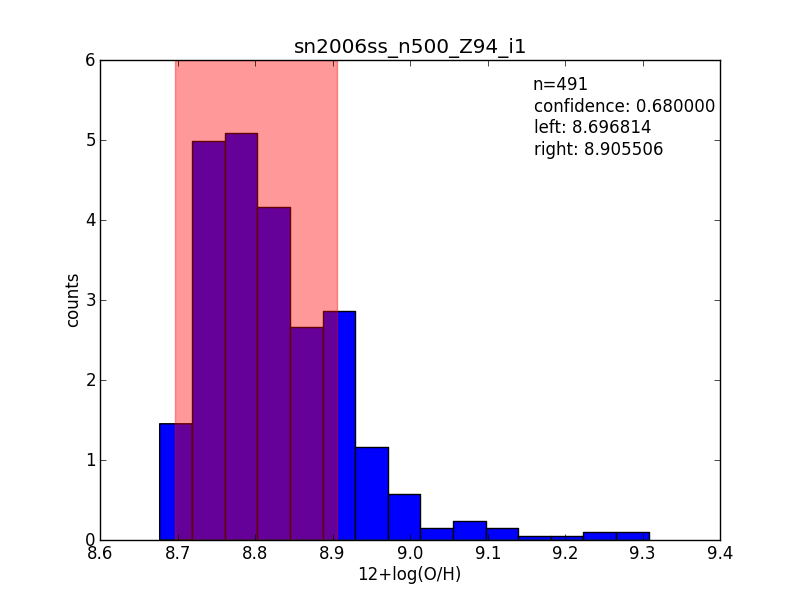 sn2006ss_n500_Z94_i1
6
n=491
confidence: 0.680000
left: 8.696814
right: 8.905506
5
4
3
2
1
0
counts
8.6 8.7 8.8 8.9 9.0 9.1 9.2 9.3 9.4
12+log(O/H)